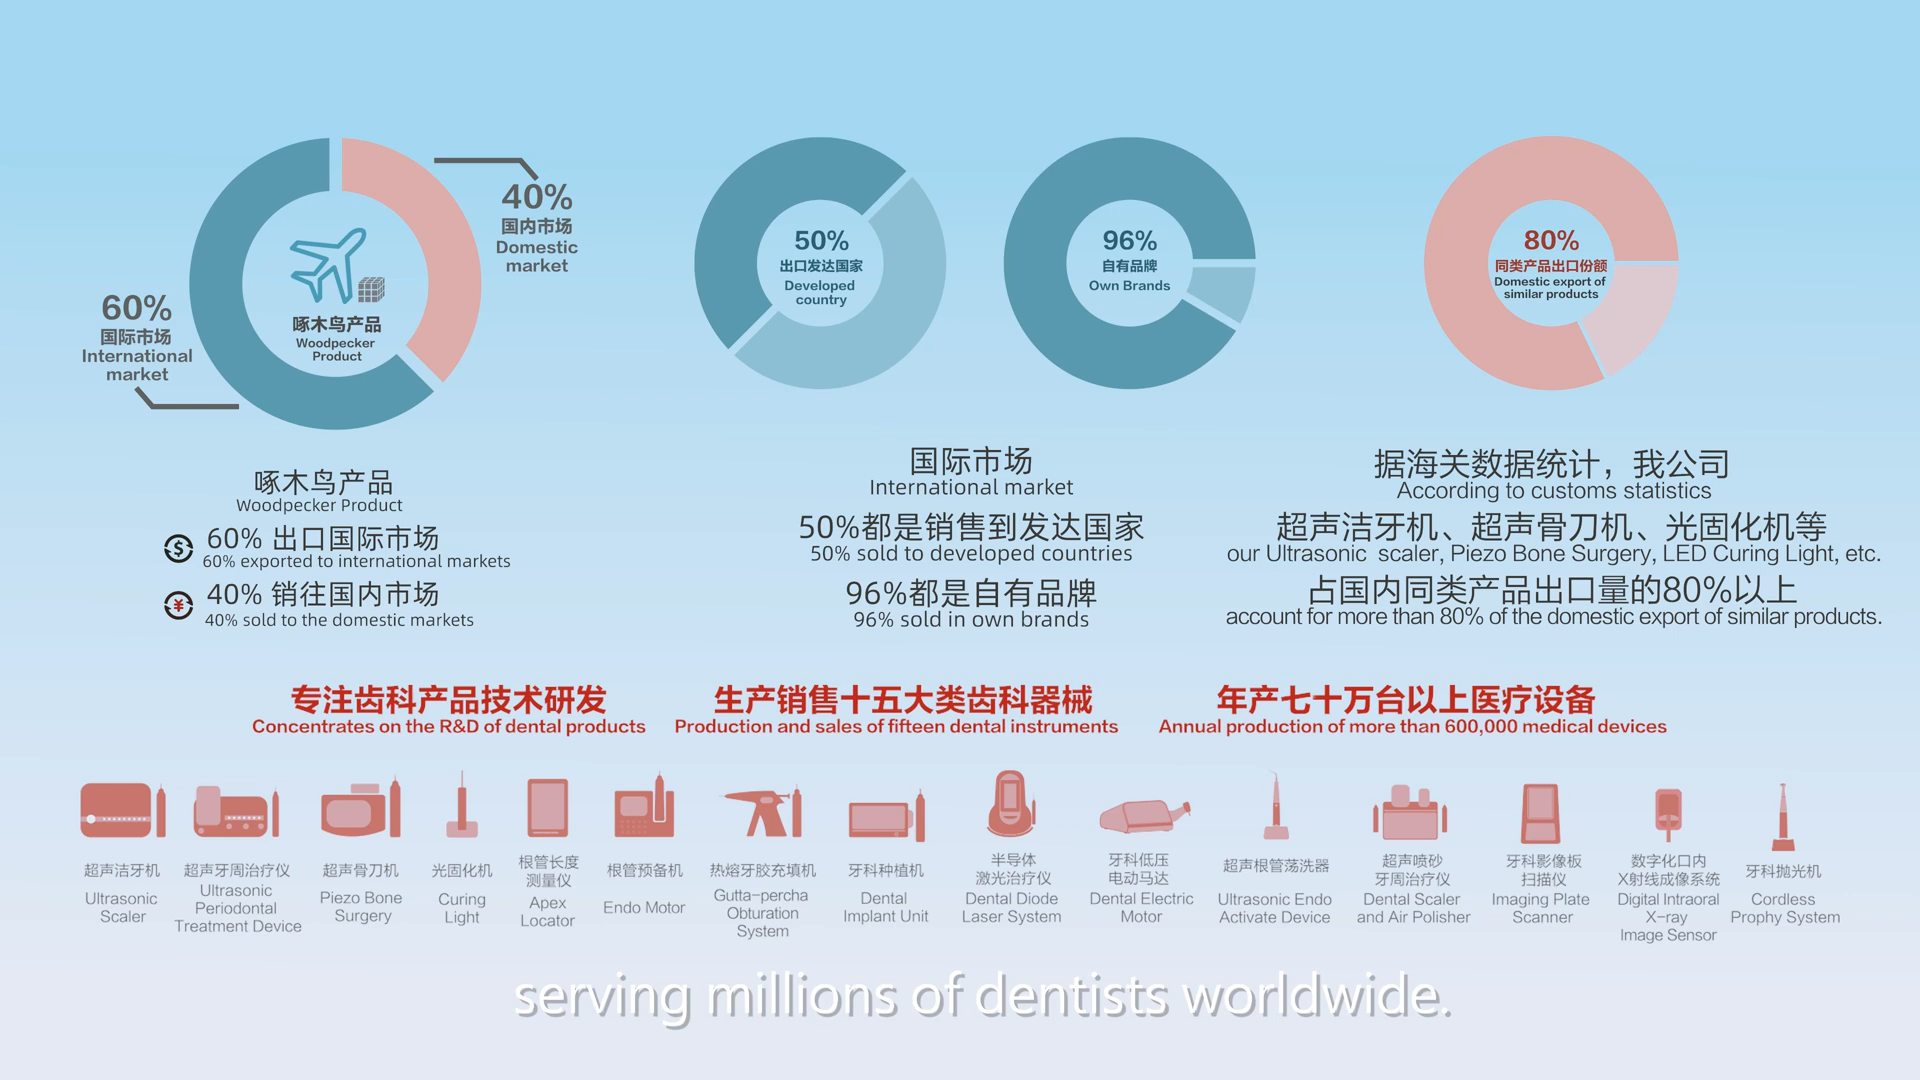 40%
国内市场
Domestic
market
60%
国际市场
International
market
啄木鸟产品
Woodpecker
Product
50%
出口发达国家
Developed
country
96%
自有品牌
Own Brands
80%
同类产品出口份额
Domestic export of
similar products
啄木鸟产品
Woodpecker Product
$ 60% 出口国际市场
60% exported to international markets
¥ 40% 销往国内市场
40% sold to the domestic markets
国际市场
International market
50%都是销售到发达国家
50% sold to developed countries
96%都是自有品牌
96% sold in own brands
据海关数据统计，我公司
According to customs statistics
超声洁牙机、超声骨刀机、光固化机等
our Ultrasonic scaler, Piezo Bone Surgery, LED Curing Light, etc.
占国内同类产品出口量的80%以上
account for more than 80% of the domestic export of similar products.
专注齿科产品技术研发
Concentrates on the R&D of dental products
生产销售十五大类齿科器械
Production and sales of fifteen dental instruments
年产七十万台以上医疗设备
Annual production of more than 600,000 medical devices
超声洁牙机
Ultrasonic
Scaler
超声牙周治疗仪
Ultrasonic
Periodontal
Treatment Device
超声骨刀机
Piezo Bone
Surgery
光固化机
Curing
Light
根管长度
测量仪
Apex
Locator
根管预备机
Endo Motor
热熔牙胶充填机
Gutta-percha
Obturation
System
牙科种植机
Dental
Implant Unit
半导体
激光治疗仪
Dental Diode
Laser System
牙科低压
电动马达
Dental Electric
Motor
超声根管荡洗器
Ultrasonic Endo
Activate Device
超声喷砂
牙周治疗仪
Dental Scaler
and Air Polisher
牙科影像板
扫描仪
Imaging Plate
Scanner
数字化口内
X射线成像系统
Digital Intraoral
X-ray
Image Sensor
牙科抛光机
Cordless
Prophy System
serving millions of dentists worldwide.